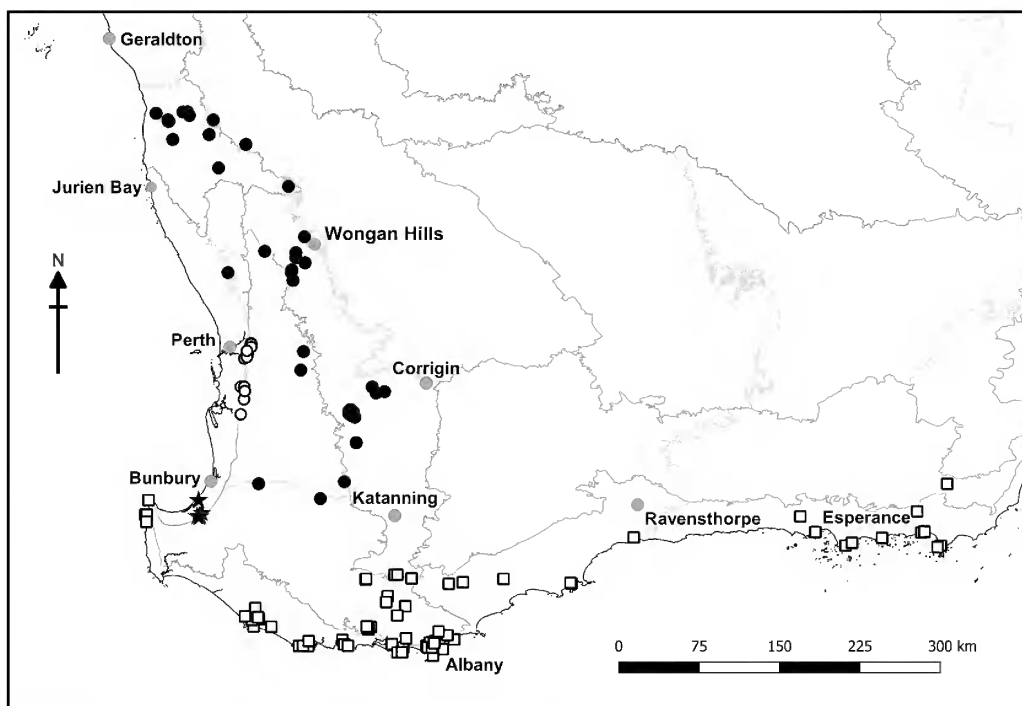 Geraldton
Jurien Bay
Wongan Hills
N
Perth
Corrigin
Bunbury
Katanning
Ravensthorpe
Esperance
Albany
0 75 150 225 300 km